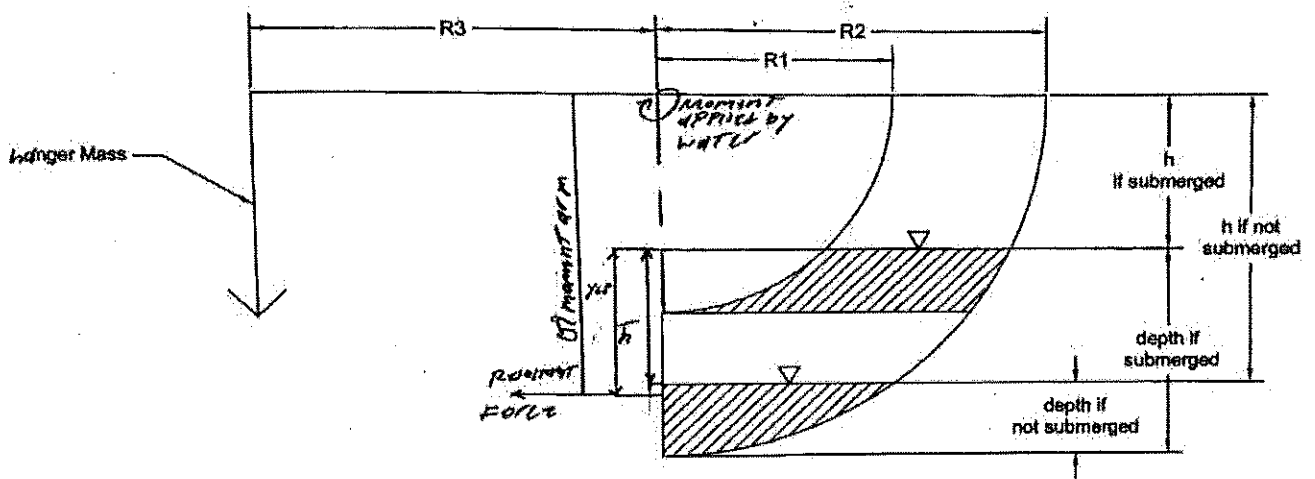 R3
R2
R1
Moment
applied by
water
hanger Mass
h
if submerged
h if not
submerged
moment arm
ycp
h
depth if
submerged
Resultant
Force
depth if
not submerged